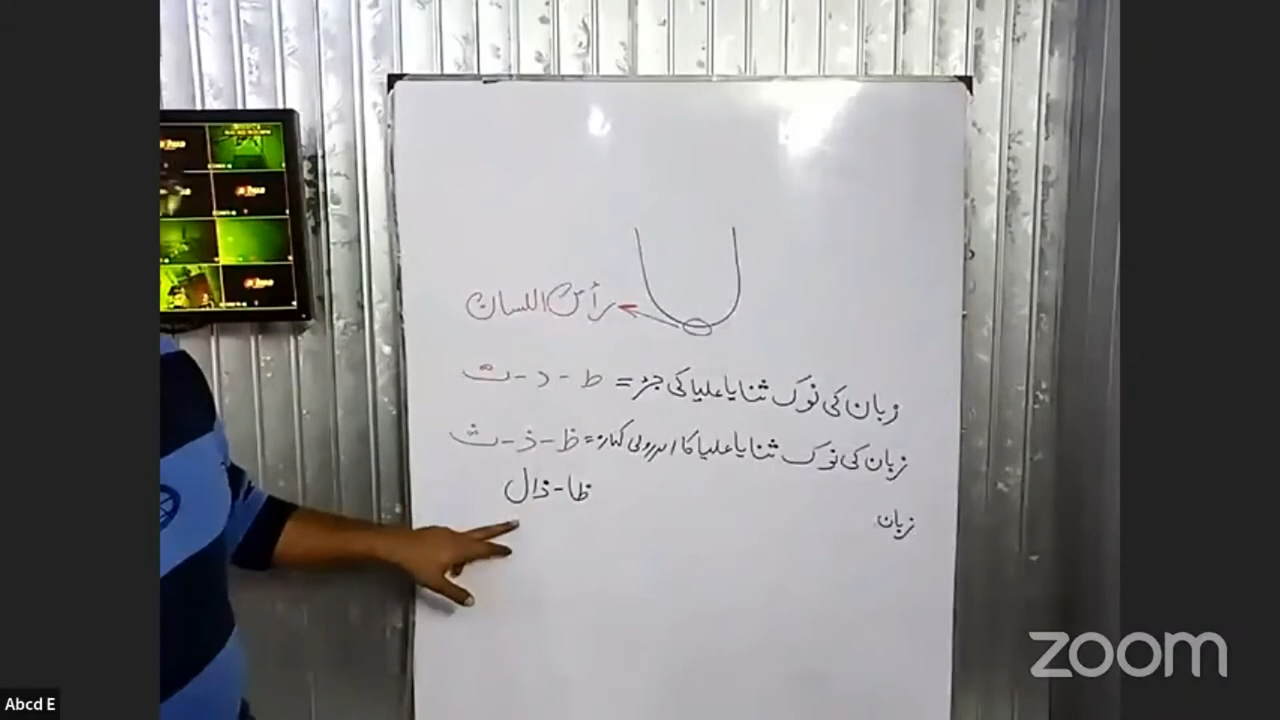 رأس اللسان
زبان کی نوک ثنایا علیا کی جڑ = ط - د - ت
زبان کی نوک ثنایا علیا کا اندرونی کنارہ = ظ - ذ - ث
ظا - ذال
زبان
zoom
Abcd E